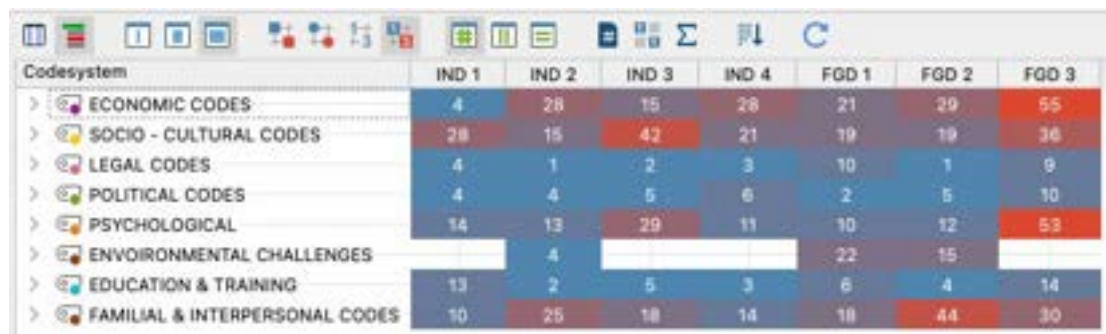 Codesystem IND 1 IND 2 IND 3 IND 4 FGD 1 FGD 2 FGD 3
ECONOMIC CODES 4 28 15 28 21 29 55
SOCIO - CULTURAL CODES 28 15 42 21 19 19 36
LEGAL CODES 4 1 2 3 10 1 9
POLITICAL CODES 4 4 5 6 2 5 10
PSYCHOLOGICAL 14 13 29 11 10 12 53
ENVOIRONMENTAL CHALLENGES 4 22 15
EDUCATION & TRAINING 13 2 5 3 6 4 14
FAMILIAL & INTERPERSONAL CODES 10 25 18 14 18 44 30